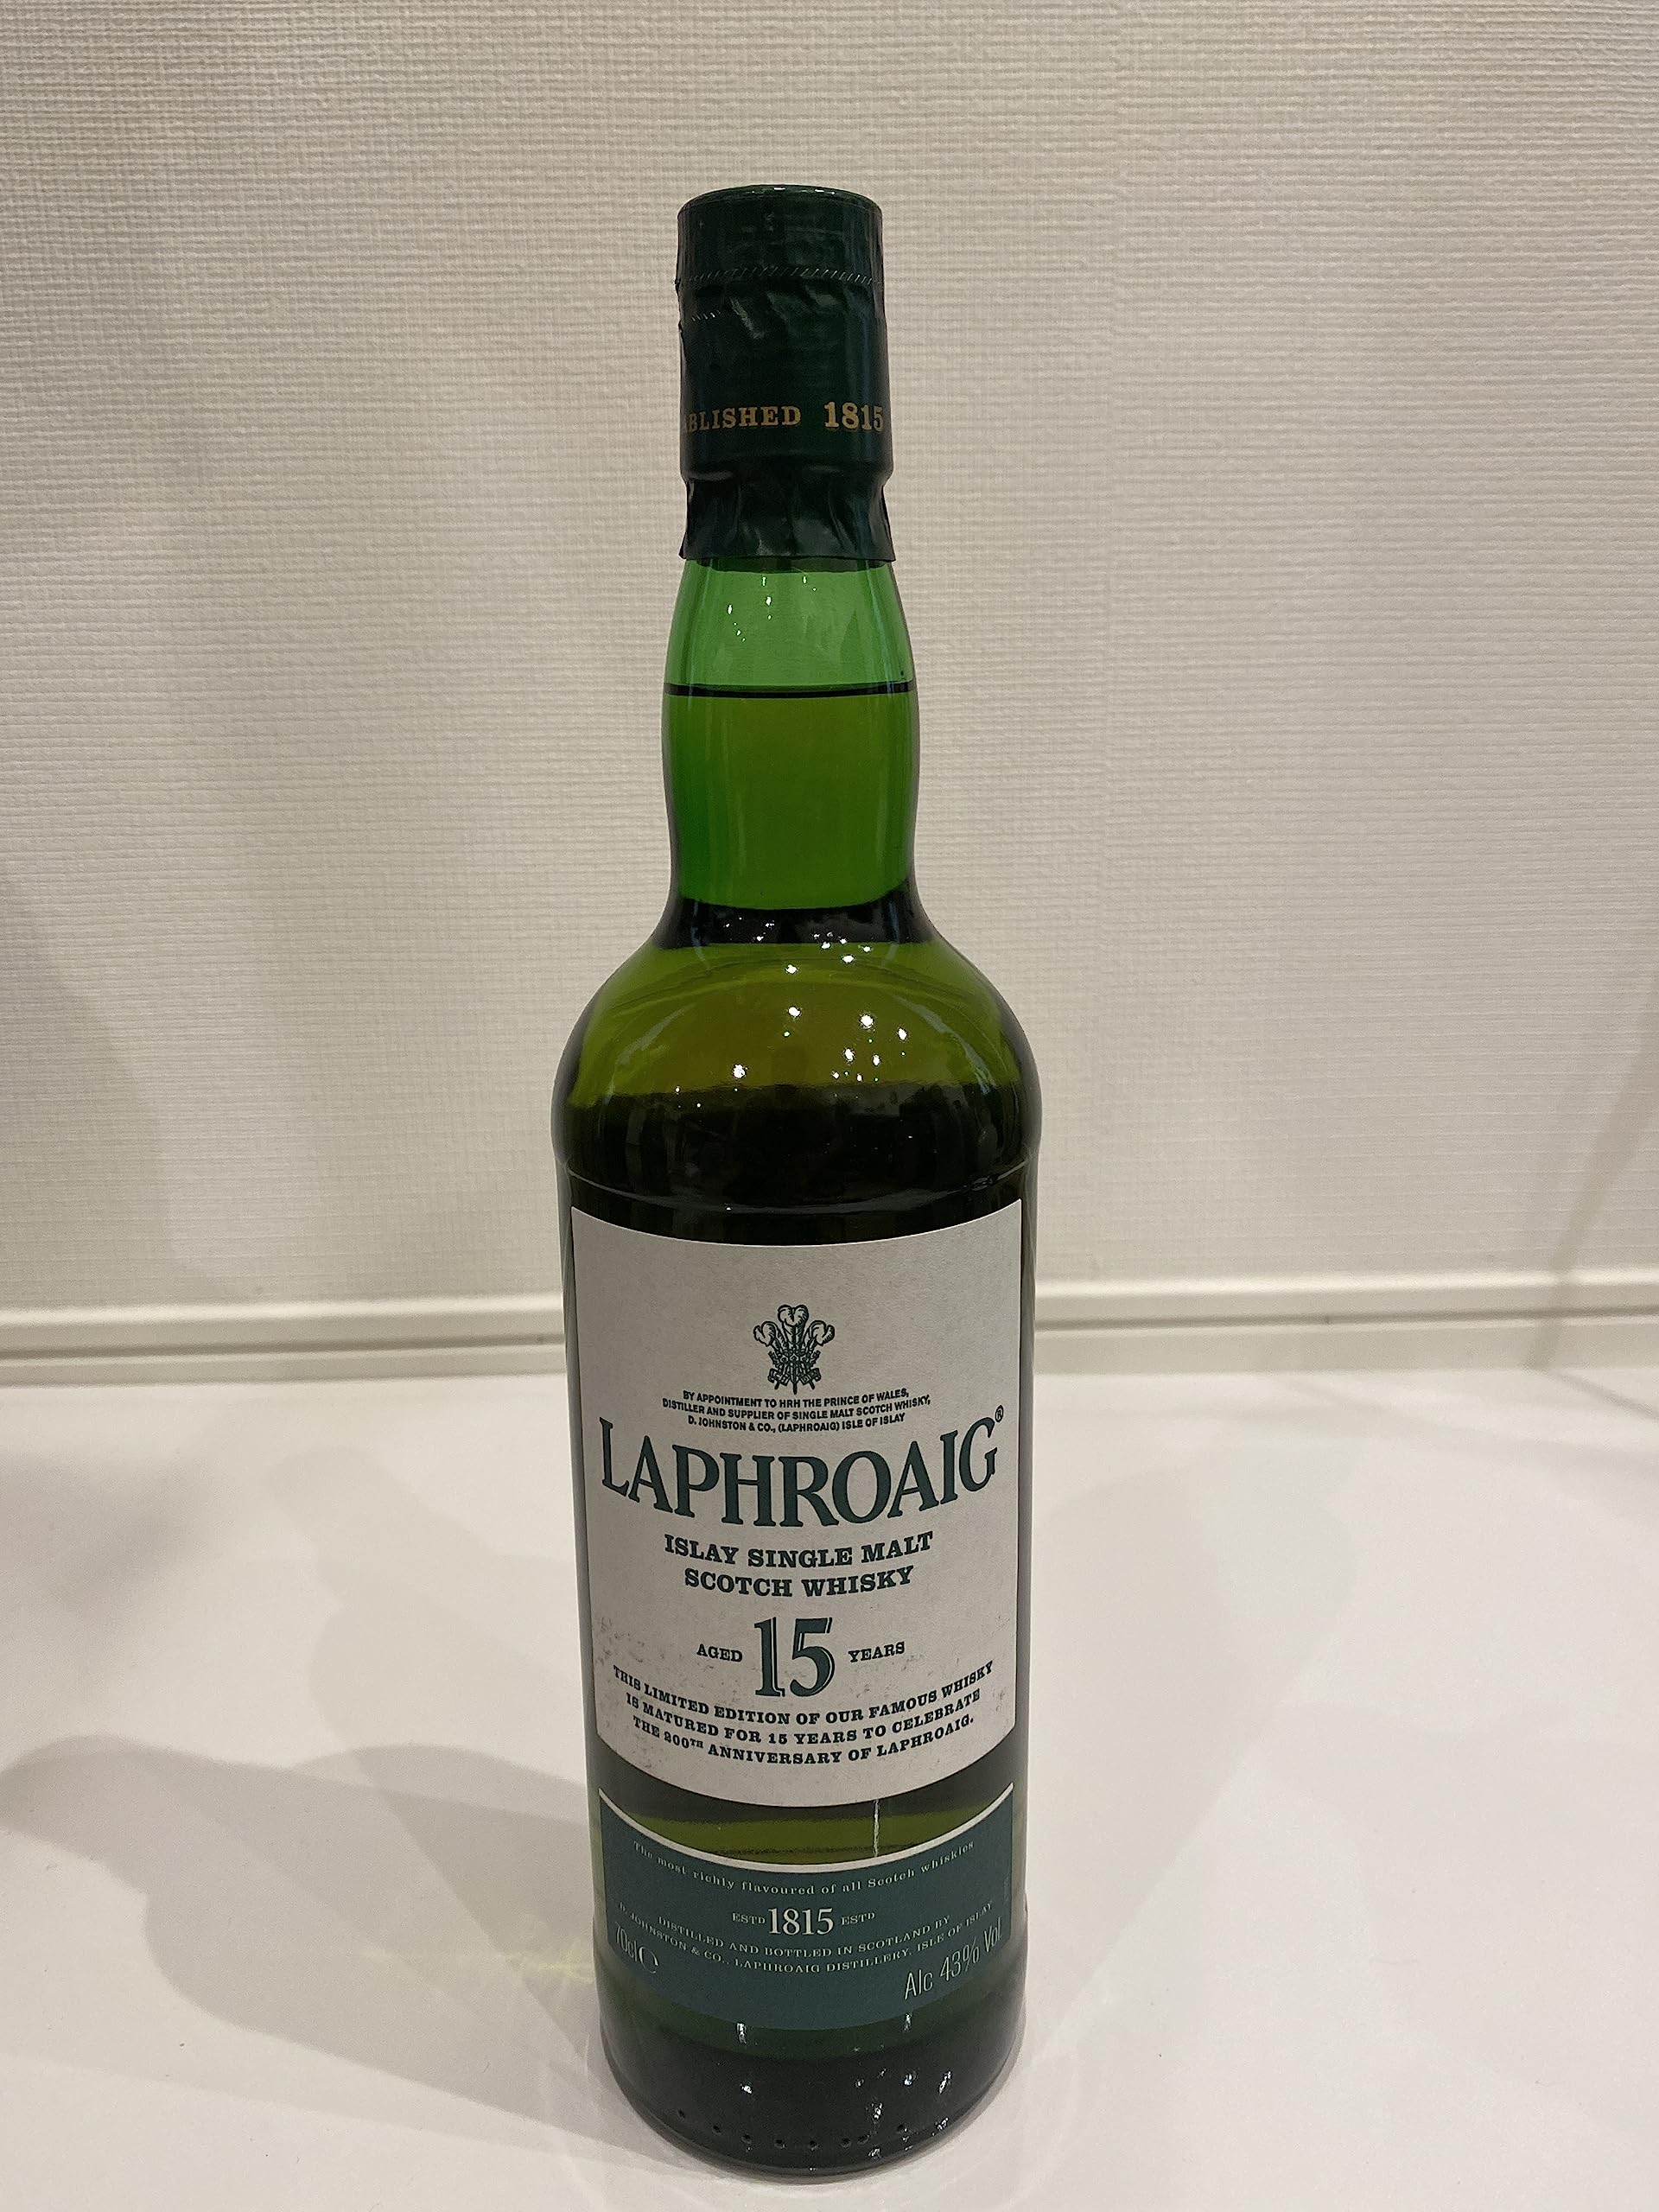 ABLISHED 1815
BY APPOINTMENT TO HRH THE PRINCE OF WALES,
DISTILLER AND SUPPLIER OF SINGLE MALT SCOTCH WHISKY,
D. JOHNSTON & CO., (LAPHROAIG) ISLE OF ISLAY
LAPHROAIG®
ISLAY SINGLE MALT
SCOTCH WHISKY
AGED 15 YEARS
THIS LIMITED EDITION OF OUR FAMOUS WHISKY
IS MATURED FOR 15 YEARS TO CELEBRATE
THE 200TH ANNIVERSARY OF LAPHROAIG.
The most richly flavoured of all Scotch whiskies
ESTD 1815 ESTD
DISTILLED AND BOTTLED IN SCOTLAND BY
D. JOHNSTON & CO., LAPHROAIG DISTILLERY, ISLE OF ISLAY
70cl e
Alc 43% Vol